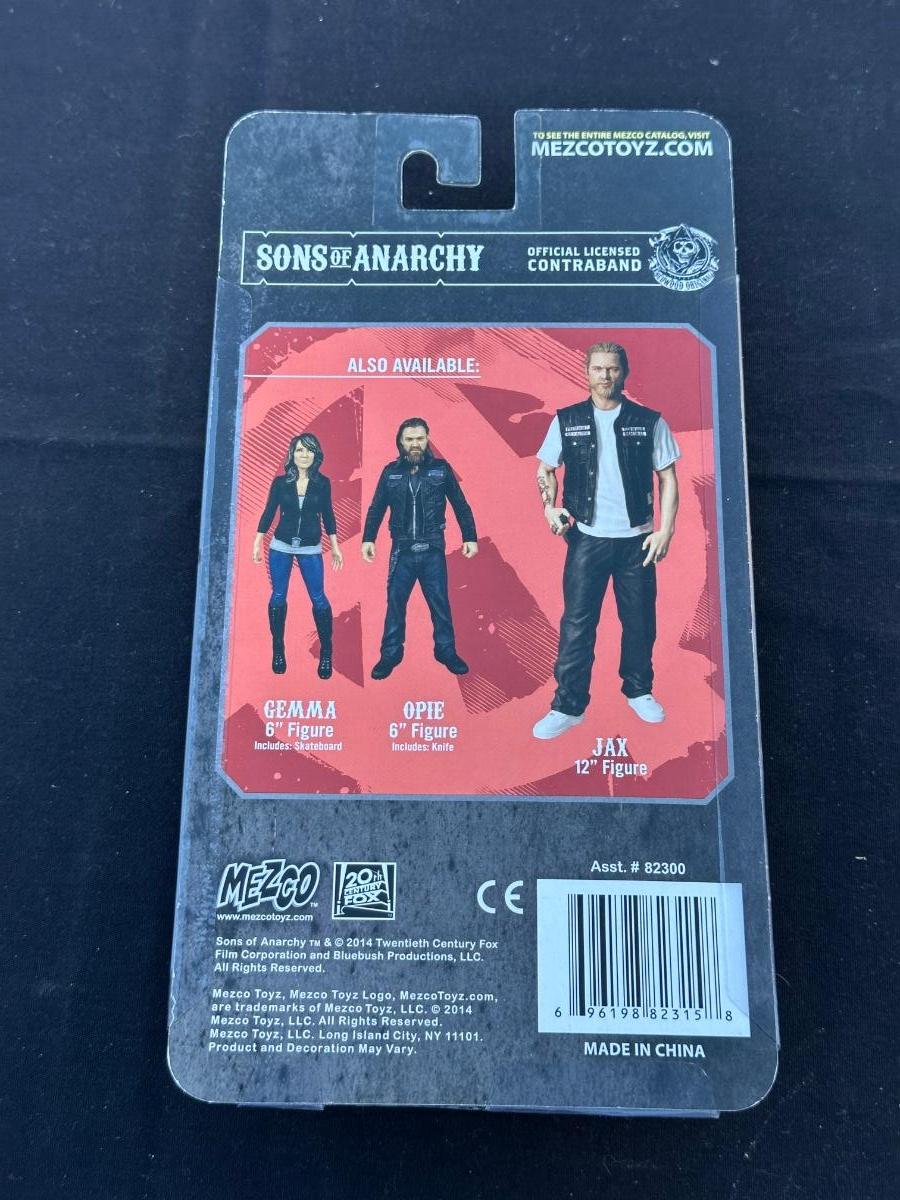 TO SEE THE ENTIRE MEZCO CATALOG, VISIT
MEZCOTOYZ.COM
SONS OF ANARCHY
OFFICIAL LICENSED
CONTRABAND
REDWOOD ORIGINAL
ALSO AVAILABLE:
GEMMA
6” Figure
Includes: Skateboard
OPIE
6” Figure
Includes: Knife
JAX
12” Figure
MEZCO™
www.mezcotoyz.com
20th
CENTURY
FOX
CE
Asst. # 82300
6 96198 82315 8
MADE IN CHINA
Sons of Anarchy TM & © 2014 Twentieth Century Fox
Film Corporation and Bluebush Productions, LLC.
All Rights Reserved.
Mezco Toyz, Mezco Toyz Logo, MezcoToyz.com,
are trademarks of Mezco Toyz, LLC. © 2014
Mezco Toyz, LLC. All Rights Reserved.
Mezco Toyz, LLC. Long Island City, NY 11101.
Product and Decoration May Vary.